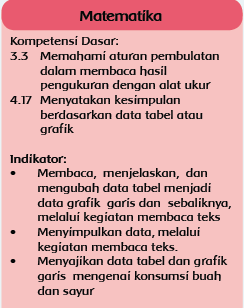 Matematika
Kompetensi Dasar:
3.3 Memahami aturan pembulatan
dalam membaca hasil
pengukuran dengan alat ukur
4.17 Menyatakan kesimpulan
berdasarkan data tabel atau
grafik
Indikator:
• Membaca, menjelaskan, dan
mengubah data tabel menjadi
data grafik garis dan sebaliknya,
melalui kegiatan membaca teks
• Menyimpulkan data, melalui
kegiatan membaca teks.
• Menyajikan data tabel dan grafik
garis mengenai konsumsi buah
dan sayur